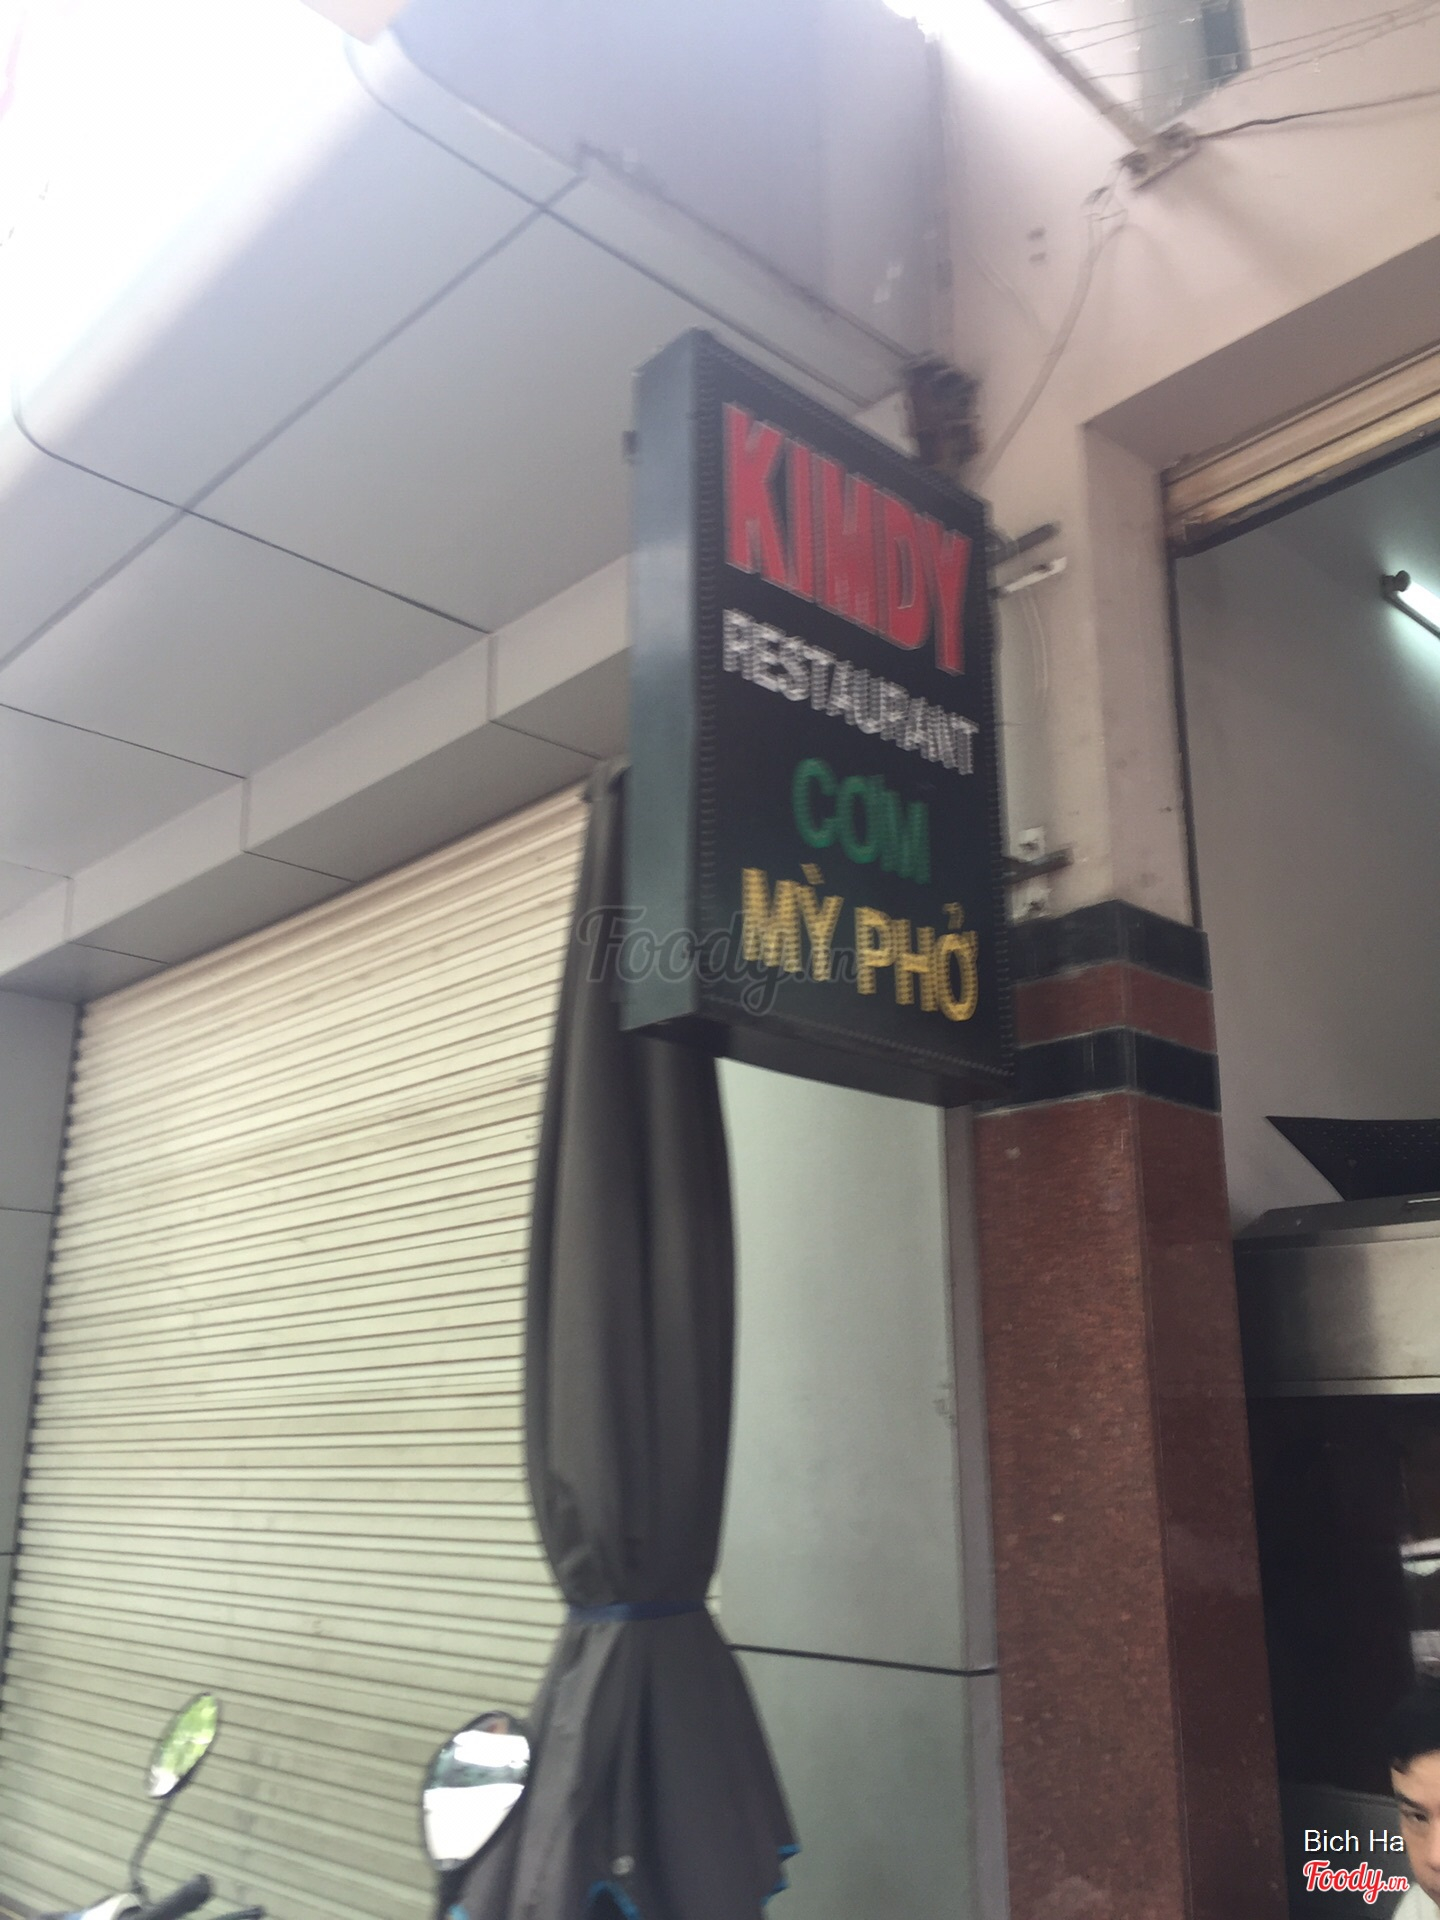 KIMDY
RESTAURANT
CƠM
MỲ PHỞ
Foody.vn
Bich Ha
Foody.vn